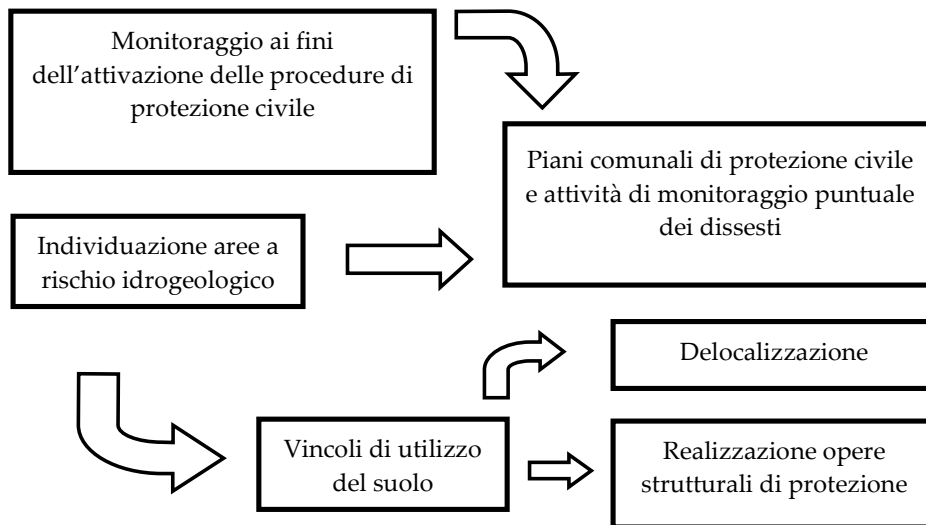 Monitoraggio ai fini
dell’attivazione delle procedure di
protezione civile
Piani comunali di protezione civile
e attività di monitoraggio puntuale
dei dissesti
Individuazione aree a
rischio idrogeologico
Delocalizzazione
Vincoli di utilizzo
del suolo
Realizzazione opere
strutturali di protezione